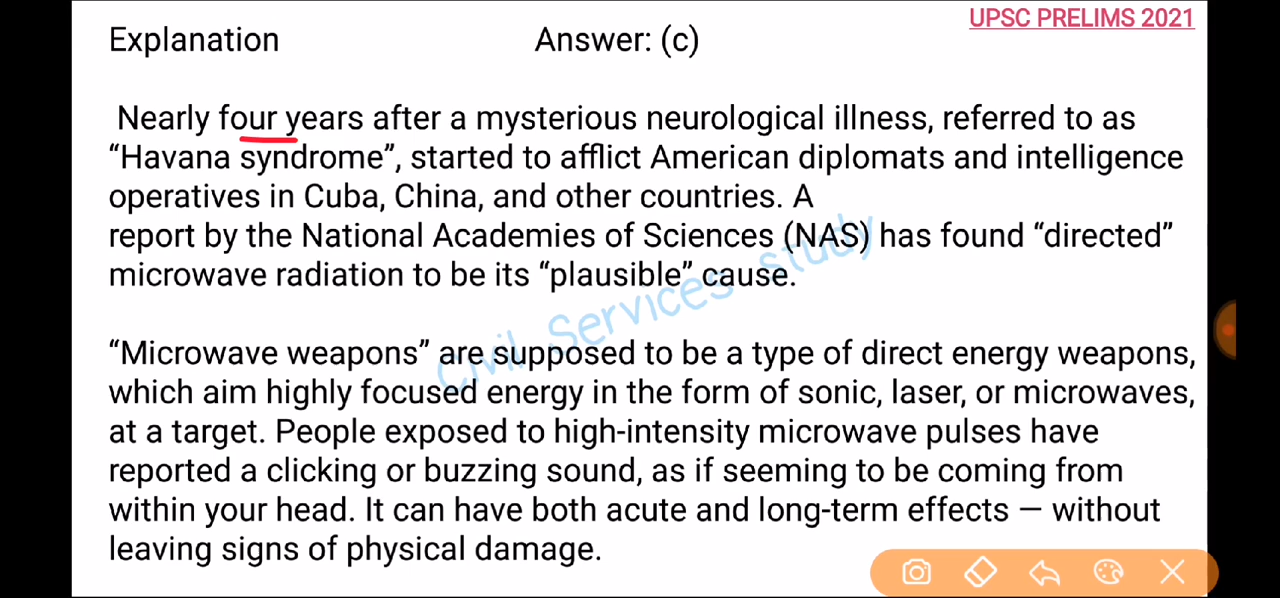 UPSC PRELIMS 2021
Explanation Answer: (c)
Nearly four years after a mysterious neurological illness, referred to as
“Havana syndrome”, started to afflict American diplomats and intelligence
operatives in Cuba, China, and other countries. A
report by the National Academies of Sciences (NAS) has found “directed”
microwave radiation to be its “plausible” cause.
“Microwave weapons” are supposed to be a type of direct energy weapons,
which aim highly focused energy in the form of sonic, laser, or microwaves,
at a target. People exposed to high-intensity microwave pulses have
reported a clicking or buzzing sound, as if seeming to be coming from
within your head. It can have both acute and long-term effects — without
leaving signs of physical damage.
Civil Services study